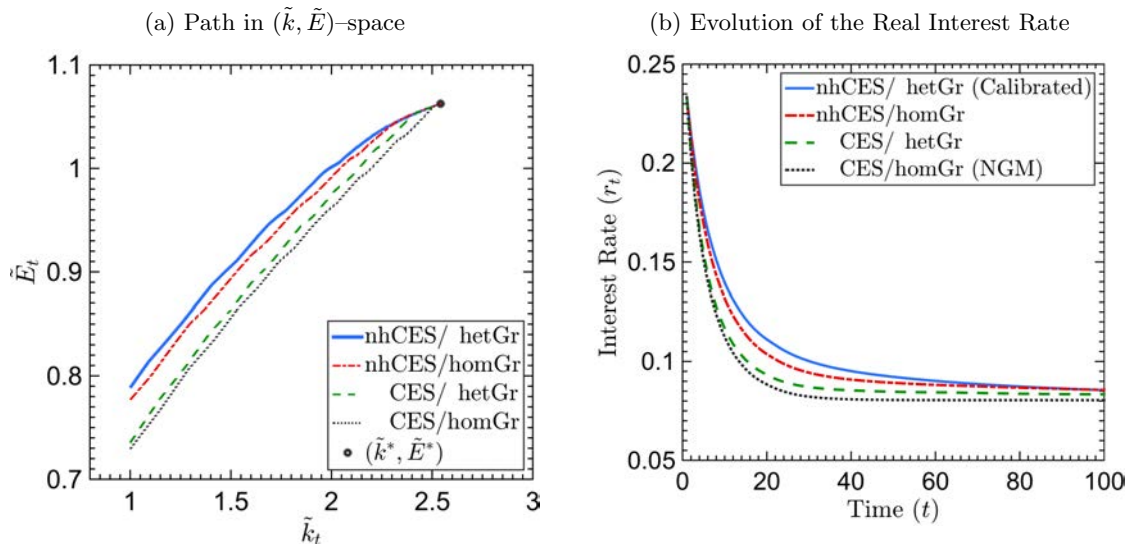 (a) Path in (k̃, Ẽ)–space
1.1
1
0.9
0.8
0.7
Ẽ_t
nhCES/ hetGr
nhCES/homGr
CES/ hetGr
CES/homGr
(k̃*, Ẽ*)
1 1.5 2 2.5 3
k̃_t
(b) Evolution of the Real Interest Rate
0.25
0.2
0.15
0.1
0.05
Interest Rate (r_t)
nhCES/ hetGr (Calibrated)
nhCES/homGr
CES/ hetGr
CES/homGr (NGM)
0 20 40 60 80 100
Time (t)